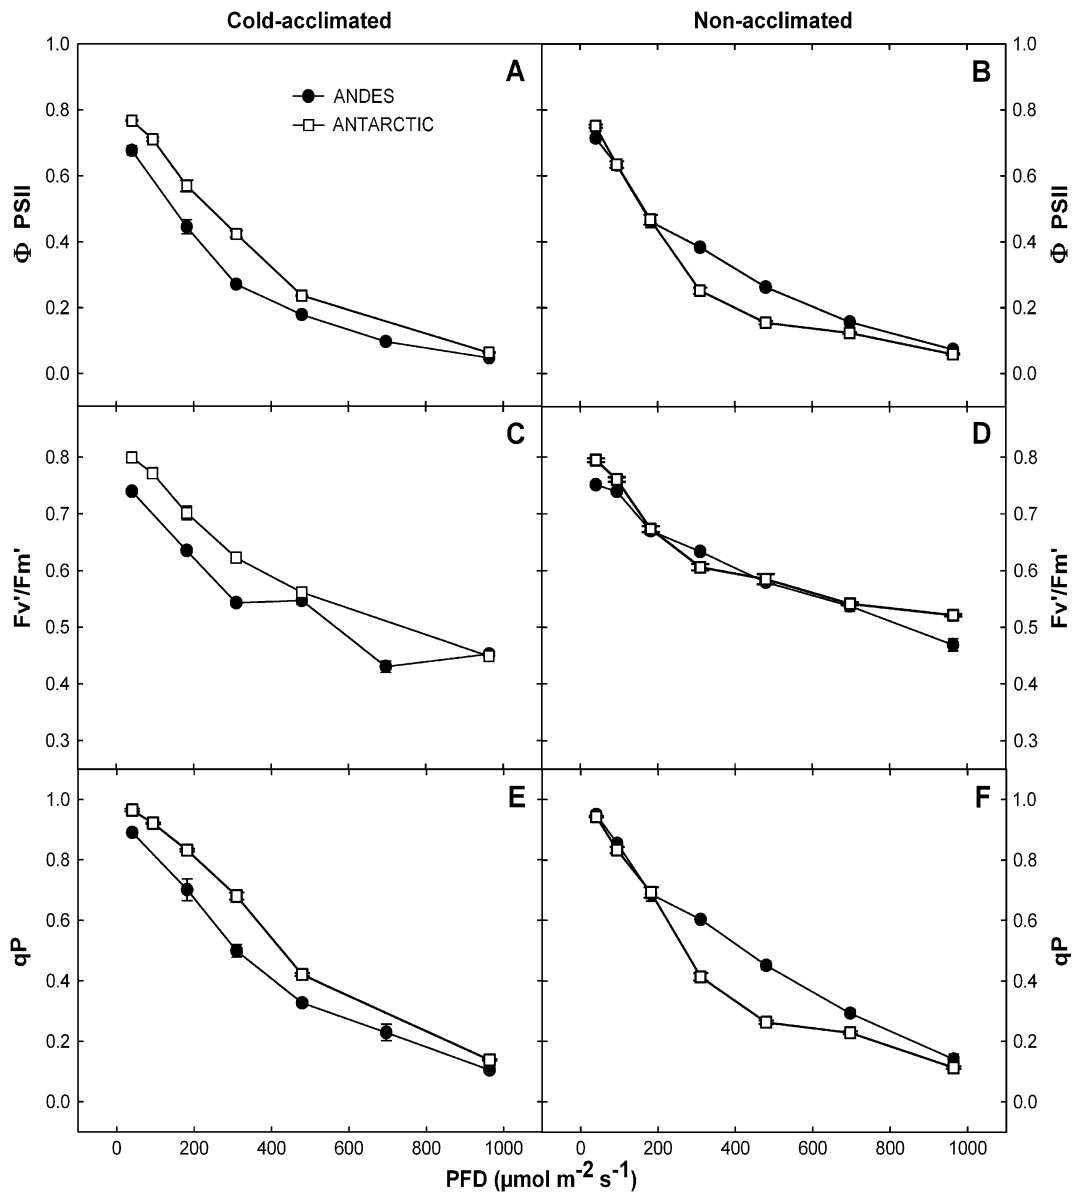 Cold-acclimated Non-acclimated
1.0 A B 1.0
ANDES
ANTARCTIC
0.8 0.8
0.6 0.6
Φ PSII Φ PSII
0.4 0.4
0.2 0.2
0.0 0.0
C D
0.8 0.8
0.7 0.7
0.6 0.6
Fv'/Fm' Fv'/Fm'
0.5 0.5
0.4 0.4
0.3 0.3
E F
1.0 1.0
0.8 0.8
0.6 0.6
qP qP
0.4 0.4
0.2 0.2
0.0 0.0
0 200 400 600 800 1000 0 200 400 600 800 1000
PFD (µmol m-2 s-1)